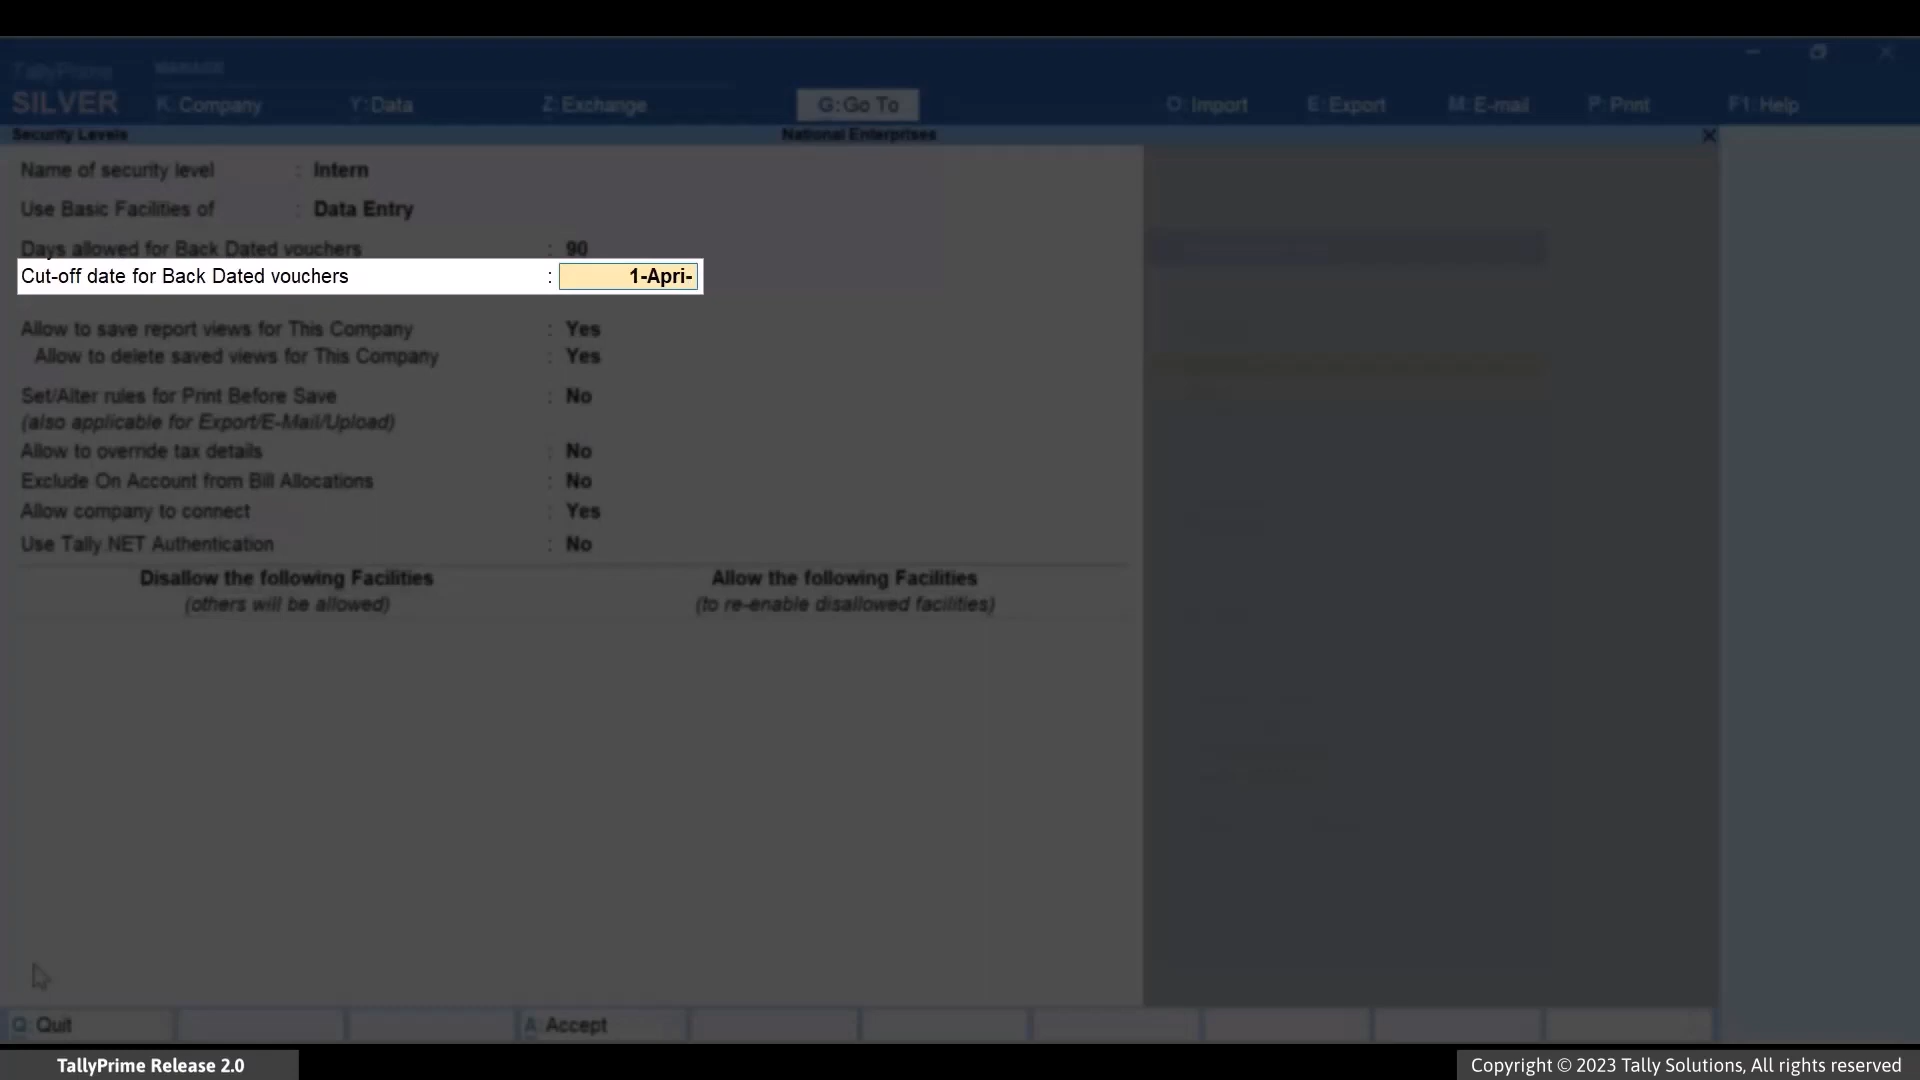 TallyPrime
MANAGE
SILVER
K: Company
Y: Data
Z: Exchange
G: Go To
O: Import
E: Export
M: E-mail
P: Print
F1: Help
Security Levels
National Enterprises
Name of security level : Intern
Use Basic Facilities of : Data Entry
Days allowed for Back Dated vouchers : 90
Cut-off date for Back Dated vouchers : 1-Apri-
Allow to save report views for This Company : Yes
Allow to delete saved views for This Company : Yes
Set/Alter rules for Print Before Save : No
(also applicable for Export/E-Mail/Upload)
Allow to override tax details : No
Exclude On Account from Bill Allocations : No
Allow company to connect : Yes
Use Tally.NET Authentication : No
Disallow the following Facilities
(others will be allowed)
Allow the following Facilities
(to re-enable disallowed facilities)
Q: Quit
A: Accept
TallyPrime Release 2.0
Copyright © 2023 Tally Solutions, All rights reserved